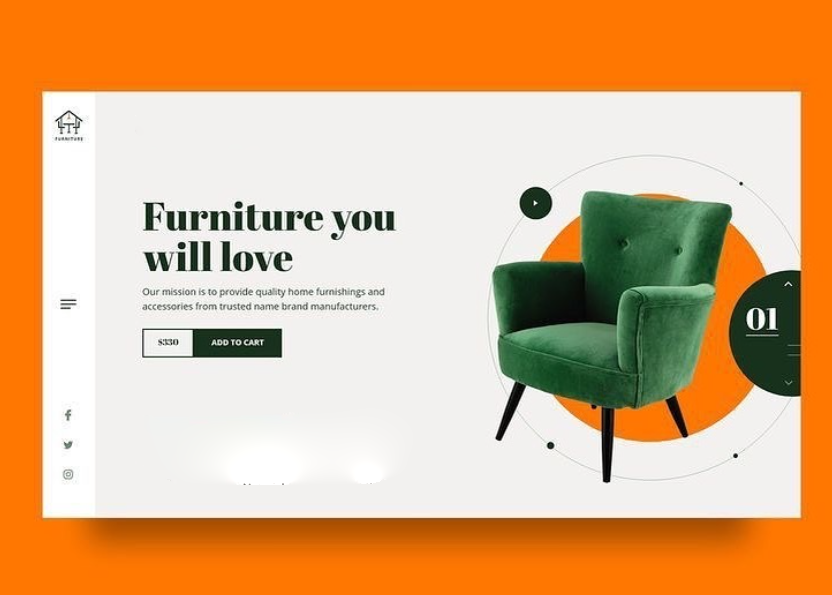 FURNITURE
Furniture you
will love
Our mission is to provide quality home furnishings and
accessories from trusted name brand manufacturers.
$330 ADD TO CART
01